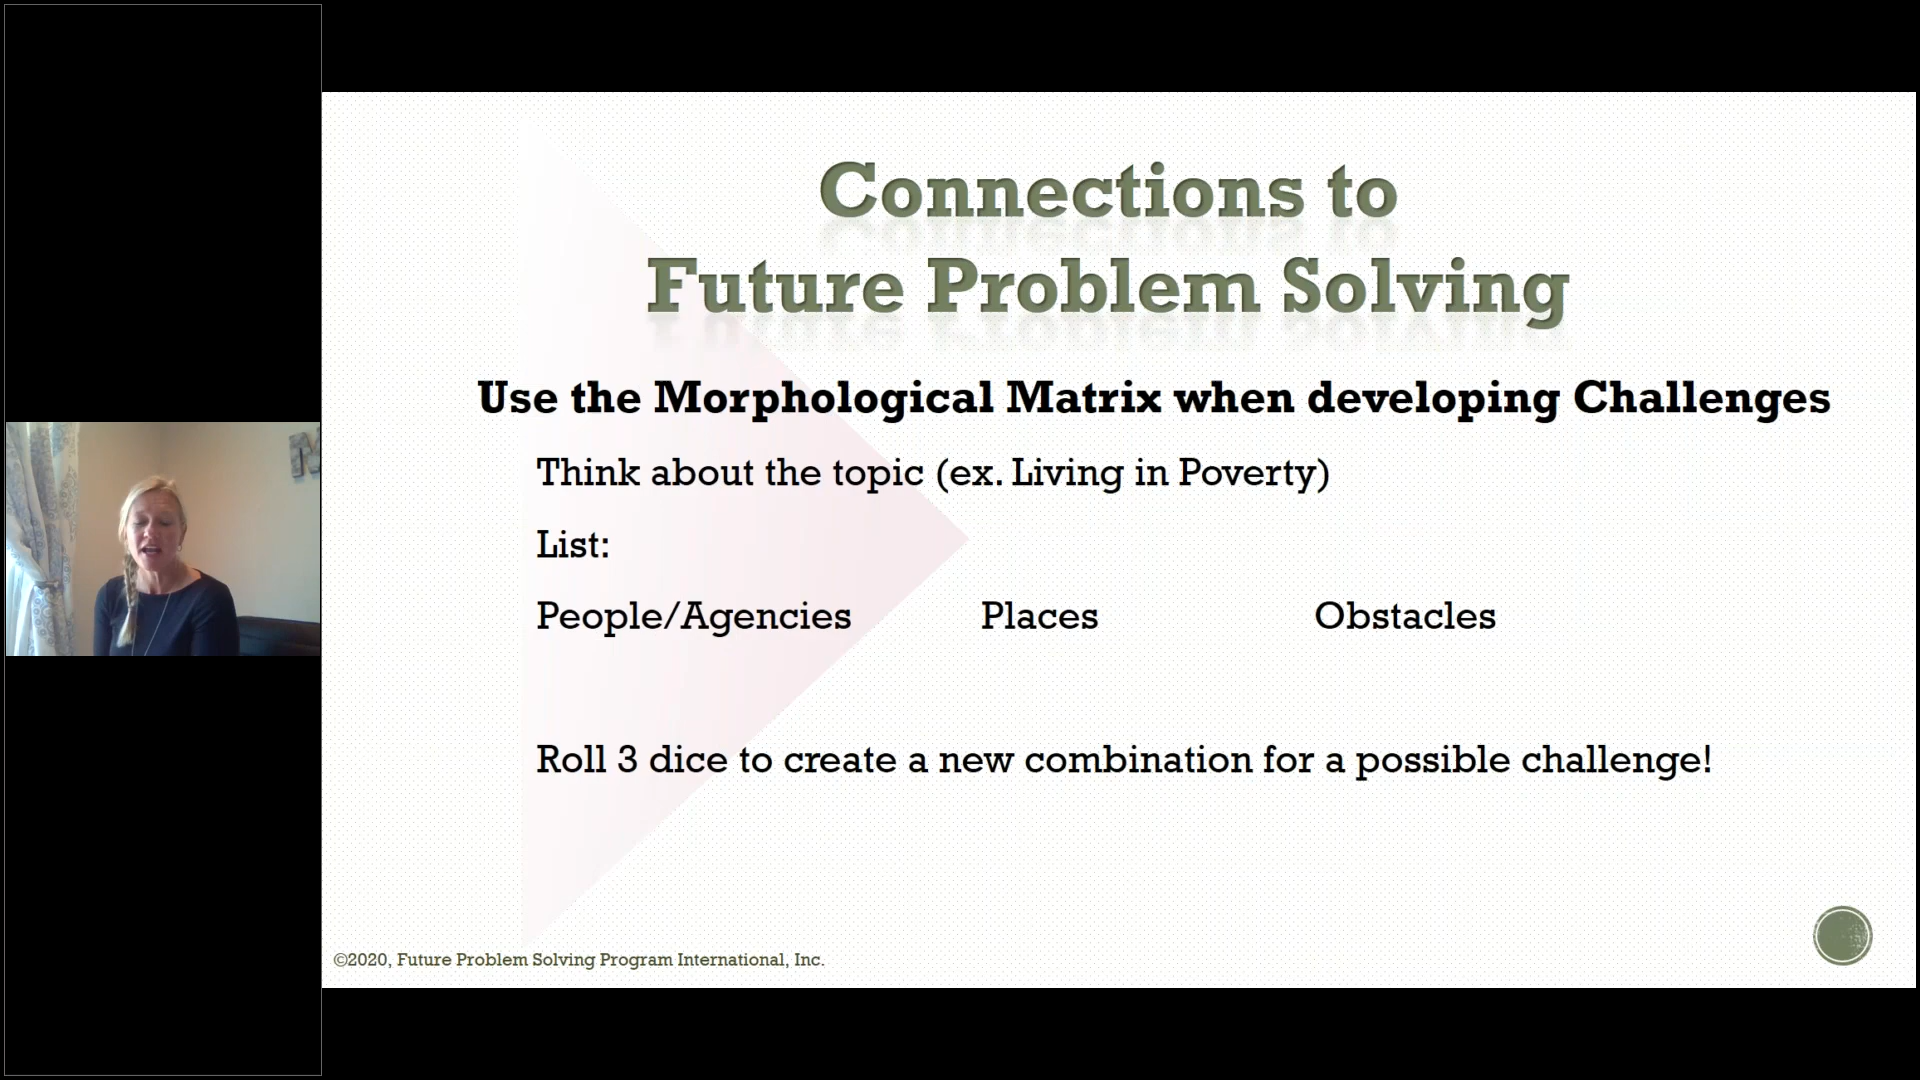 Connections to
Future Problem Solving
Use the Morphological Matrix when developing Challenges
Think about the topic (ex. Living in Poverty)
List:
People/Agencies Places Obstacles
Roll 3 dice to create a new combination for a possible challenge!
©2020, Future Problem Solving Program International, Inc.
M